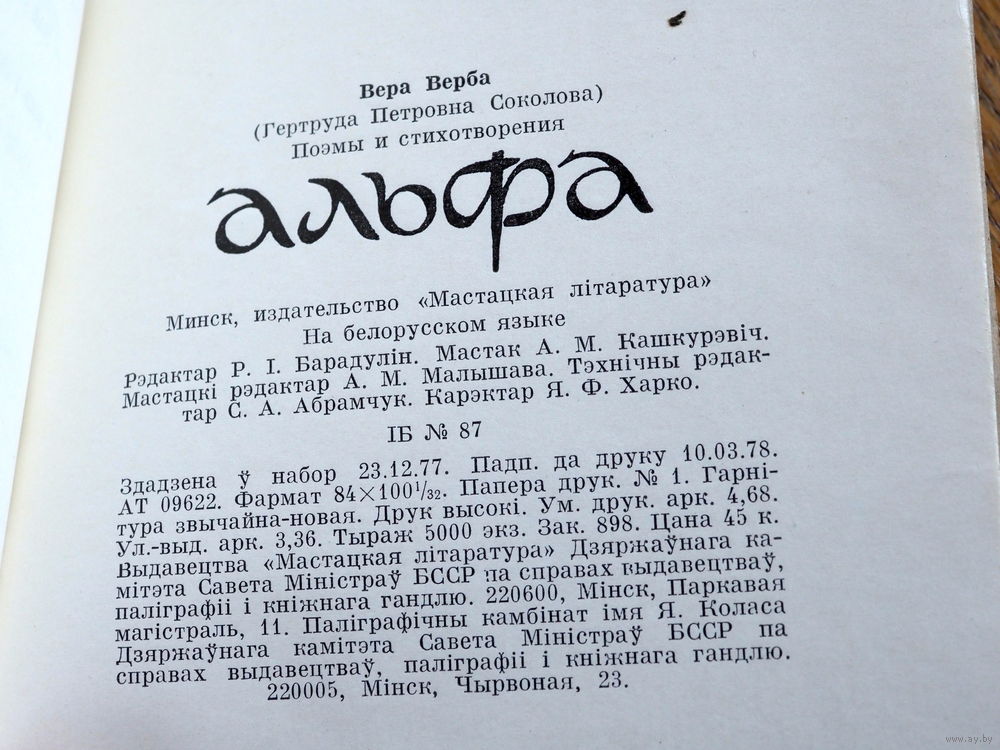 Вера Верба
(Гертруда Петровна Соколова)
Поэмы и стихотворения
альфа
Минск, издательство «Мастацкая літаратура»
На белорусском языке
Рэдактар Р. І. Барадулін. Мастак А. М. Кашкурэвіч.
Мастацкі рэдактар А. М. Малышава. Тэхнічны рэдак-
тар С. А. Абрамчук. Карэктар Я. Ф. Харко.
ІБ № 87
Здадзена ў набор 23.12.77. Падп. да друку 10.03.78.
АТ 09622. Фармат 84×100¹/₃₂. Папера друк. № 1. Гарні-
тура звычайна-новая. Друк высокі. Ум. друк. арк. 4,68.
Ул.-выд. арк. 3,36. Тыраж 5000 экз. Зак. 898. Цана 45 к.
Выдавецтва «Мастацкая літаратура» Дзяржаўнага ка-
мітэта Савета Міністраў БССР па справах выдавецтваў,
паліграфіі і кніжнага гандлю. 220600, Мінск, Паркавая
магістраль, 11. Паліграфічны камбінат імя Я. Коласа
Дзяржаўнага камітэта Савета Міністраў БССР па
справах выдавецтваў, паліграфіі і кніжнага гандлю.
220005, Мінск, Чырвоная, 23.
www.ay.by